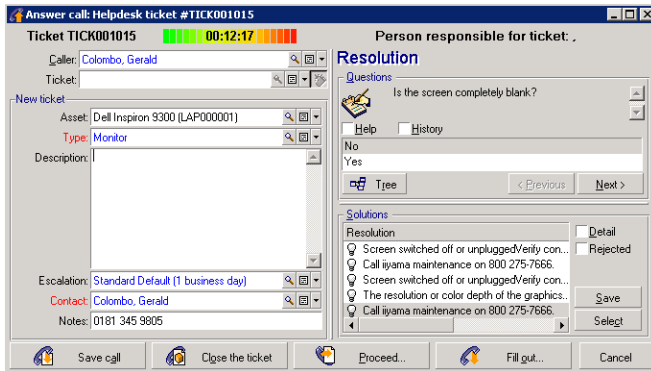 Answer call: Helpdesk ticket #TICK001015
Ticket TICK001015 00:12:17 Person responsible for ticket: ,
Caller: Colombo, Gerald
Ticket:
New ticket
Asset: Dell Inspiron 9300 (LAP000001)
Type: Monitor
Description:
Escalation: Standard Default (1 business day)
Contact: Colombo, Gerald
Notes: 0181 345 9805
Resolution
Questions
Is the screen completely blank?
Help History
No
Yes
Tree < Previous Next >
Solutions
Resolution
Screen switched off or unpluggedVerify con...
Call iiyama maintenance on 800 275-7666.
Screen switched off or unpluggedVerify con...
The resolution or color depth of the graphics..
Call iiyama maintenance on 800 275-7666.
Detail
Rejected
Save
Select
Save call Close the ticket Proceed... Fill out... Cancel